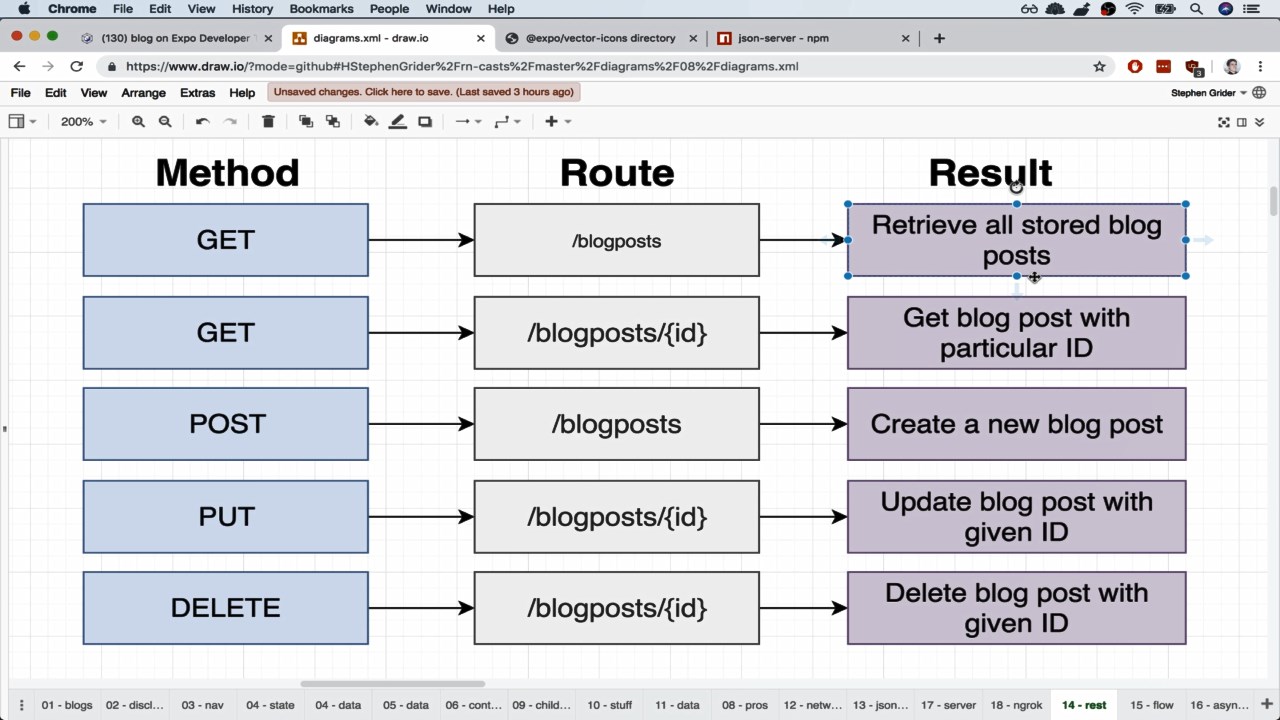 Chrome File Edit View History Bookmarks People Window Help
(130) blog on Expo Developer
diagrams.xml - draw.io
@expo/vector-icons directory
json-server - npm
https://www.draw.io/?mode=github#HStephenGrider%2Frn-casts%2Fmaster%2Fdiagrams%2F08%2Fdiagrams.xml
3
File Edit View Arrange Extras Help
Unsaved changes. Click here to save. (Last saved 3 hours ago)
Stephen Grider
200%
Method Route Result
GET
/blogposts
Retrieve all stored blog
posts
GET
/blogposts/{id}
Get blog post with
particular ID
POST
/blogposts
Create a new blog post
PUT
/blogposts/{id}
Update blog post with
given ID
DELETE
/blogposts/{id}
Delete blog post with
given ID
01 - blogs 02 - discl... 03 - nav 04 - state 04 - data 05 - data 06 - cont... 09 - child... 10 - stuff 11 - data 08 - pros 12 - netw... 13 - json... 17 - server 18 - ngrok 14 - rest 15 - flow 16 - asyn...